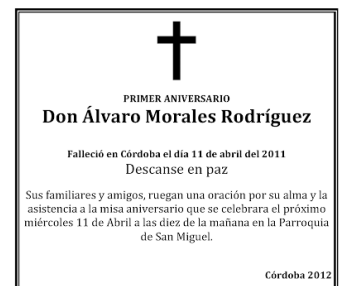 PRIMER ANIVERSARIO
Don Álvaro Morales Rodríguez
Falleció en Córdoba el día 11 de abril del 2011
Descanse en paz
Sus familiares y amigos, ruegan una oración por su alma y la
asistencia a la misa aniversario que se celebrara el próximo
miércoles 11 de Abril a las diez de la mañana en la Parroquia
de San Miguel.
Córdoba 2012